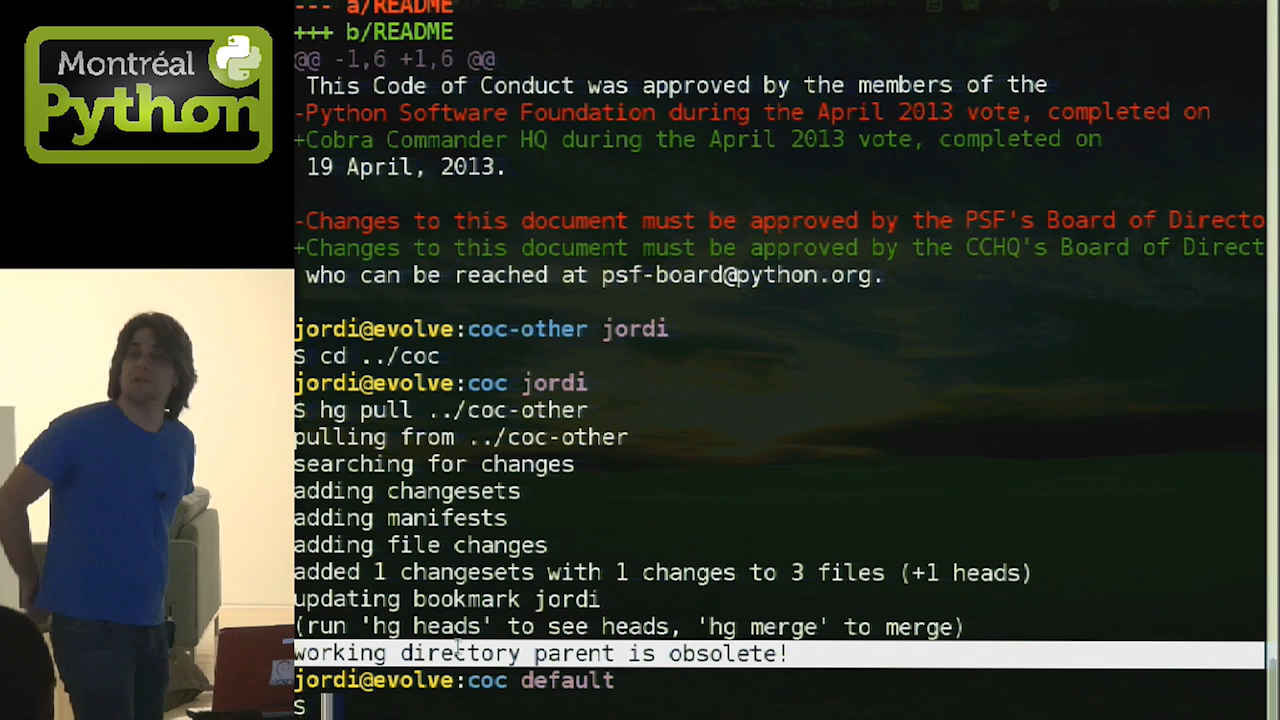 Montréal
Python
--- a/README
+++ b/README
@@ -1,6 +1,6 @@
This Code of Conduct was approved by the members of the
-Python Software Foundation during the April 2013 vote, completed on
+Cobra Commander HQ during the April 2013 vote, completed on
19 April, 2013.
-Changes to this document must be approved by the PSF's Board of Directo
+Changes to this document must be approved by the CCHQ's Board of Direct
who can be reached at psf-board@python.org.
jordi@evolve:coc-other jordi
$ cd ../coc
jordi@evolve:coc jordi
$ hg pull ../coc-other
pulling from ../coc-other
searching for changes
adding changesets
adding manifests
adding file changes
added 1 changesets with 1 changes to 3 files (+1 heads)
updating bookmark jordi
(run 'hg heads' to see heads, 'hg merge' to merge)
working directory parent is obsolete!
jordi@evolve:coc default
$